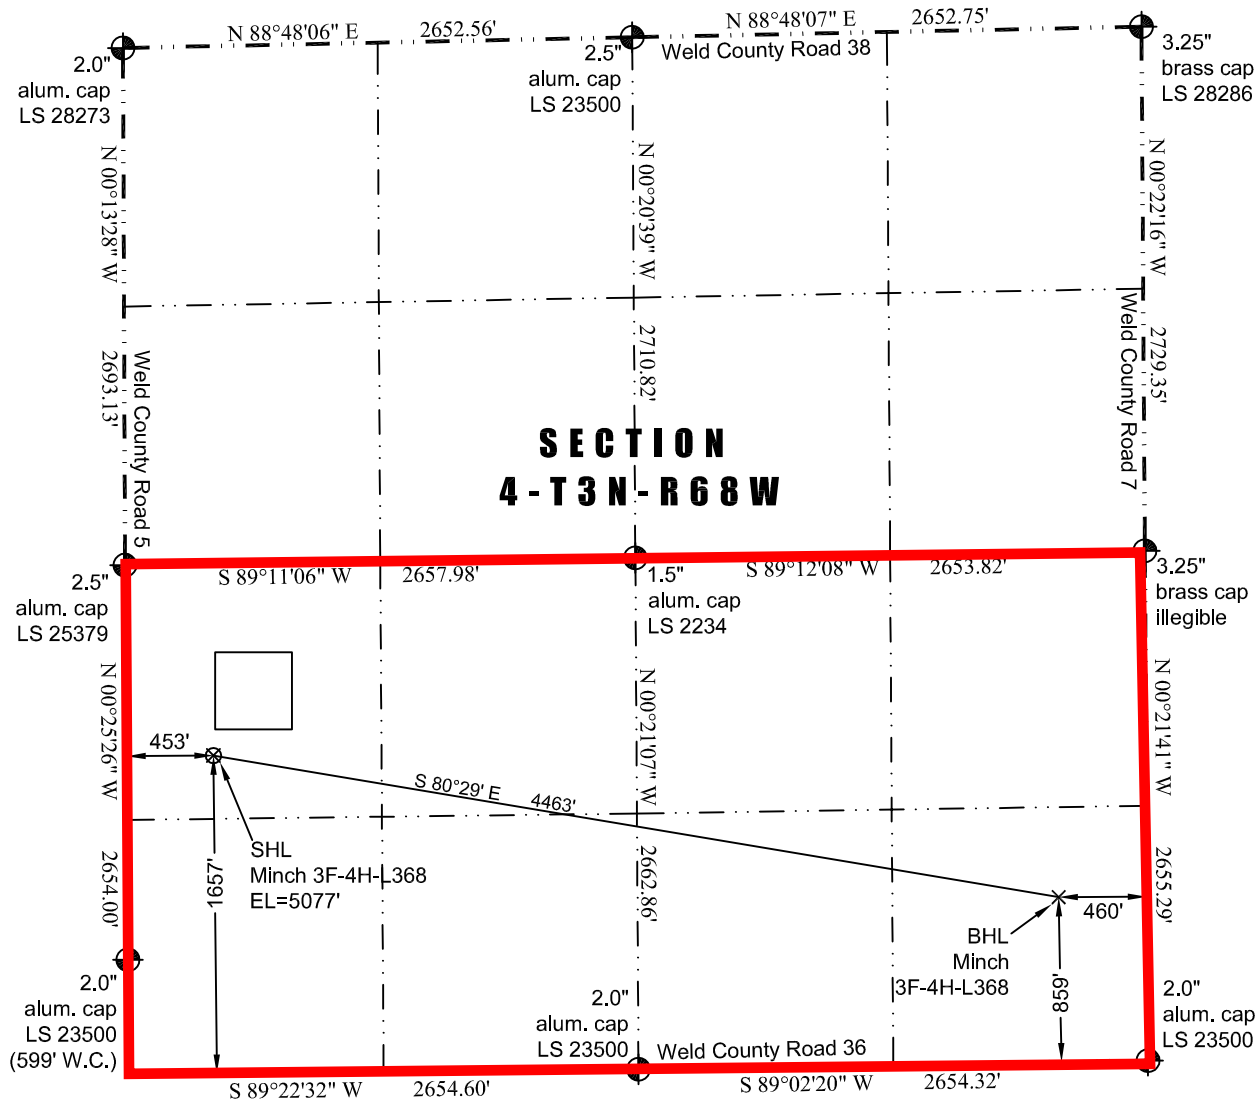 N 88°48'06" E 2652.56'
N 88°48'07" E 2652.75'
Weld County Road 38
2.0"
alum. cap
LS 28273
2.5"
alum. cap
LS 23500
3.25"
brass cap
LS 28286
N 00°13'28" W 2693.13'
Weld County Road 5
N 00°20'39" W 2710.82'
N 00°22'16" W 2729.35'
Weld County Road 7
SECTION
4-T3N-R68W
S 89°11'06" W 2657.98'
S 89°12'08" W 2653.82'
2.5"
alum. cap
LS 25379
1.5"
alum. cap
LS 2234
3.25"
brass cap
illegible
N 00°25'26" W 2654.00'
N 00°21'07" W 2662.86'
N 00°21'41" W 2655.29'
453'
S 80°29' E 4463'
SHL
Minch 3F-4H-L368
EL=5077'
1657'
460'
BHL
Minch
3F-4H-L368
859'
2.0"
alum. cap
LS 23500
(599' W.C.)
2.0"
alum. cap
LS 23500
2.0"
alum. cap
LS 23500
Weld County Road 36
S 89°22'32" W 2654.60'
S 89°02'20" W 2654.32'